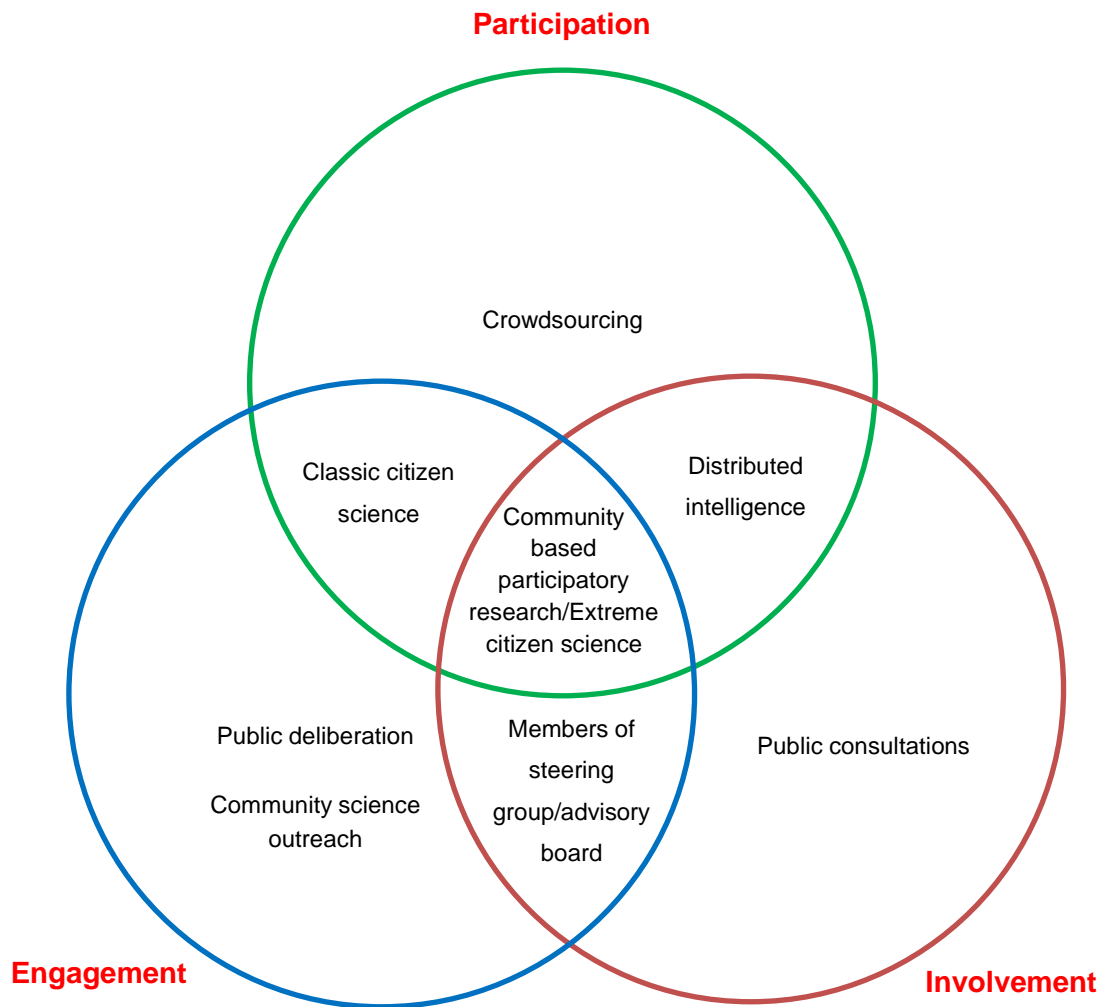 Participation
Crowdsourcing
Classic citizen
science
Distributed
intelligence
Community
based
participatory
research/Extreme
citizen science
Public deliberation
Community science
outreach
Members of
steering
group/advisory
board
Public consultations
Engagement
Involvement